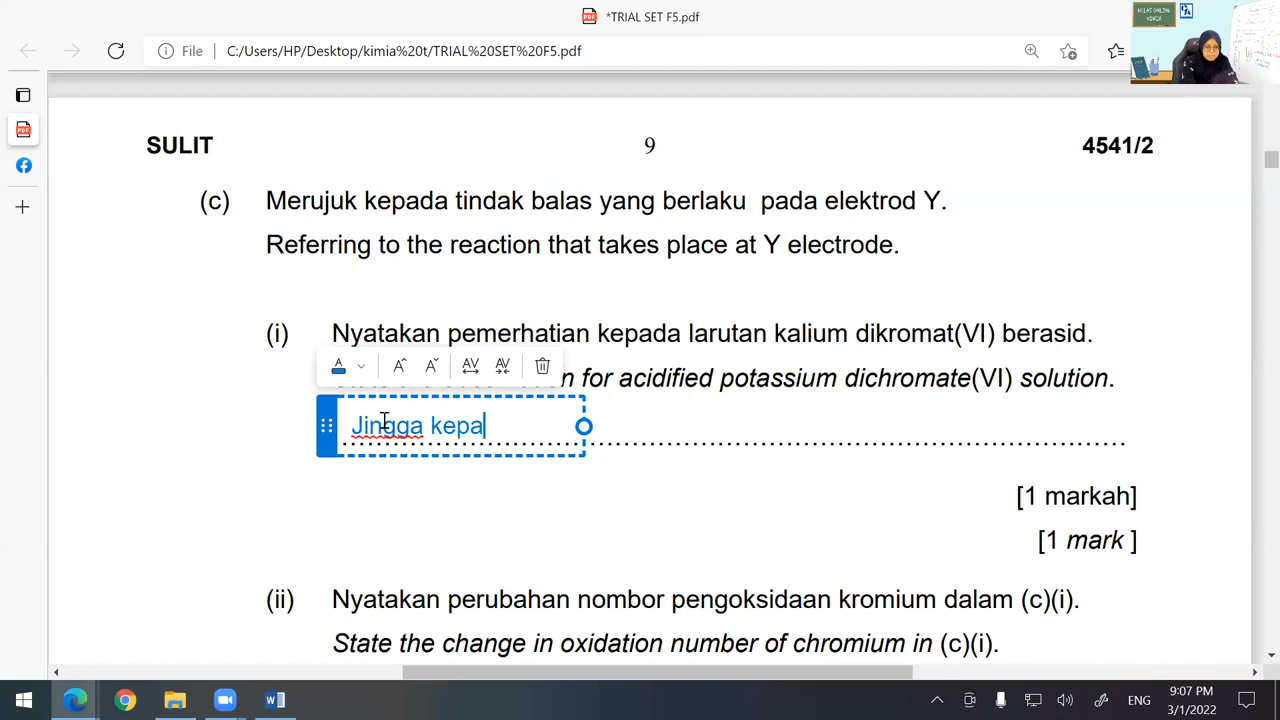 *TRIAL SET F5.pdf
File
C:/Users/HP/Desktop/kimia%20t/TRIAL%20SET%20F5.pdf
KELAS ONLINE
KIMIA
SULIT
9
4541/2
(c) Merujuk kepada tindak balas yang berlaku pada elektrod Y.
Referring to the reaction that takes place at Y electrode.
(i) Nyatakan pemerhatian kepada larutan kalium dikromat(VI) berasid.
for acidified potassium dichromate(VI) solution.
Jingga kepa
[1 markah]
[1 mark ]
(ii) Nyatakan perubahan nombor pengoksidaan kromium dalam (c)(i).
State the change in oxidation number of chromium in (c)(i).
ENG
9:07 PM
3/1/2022